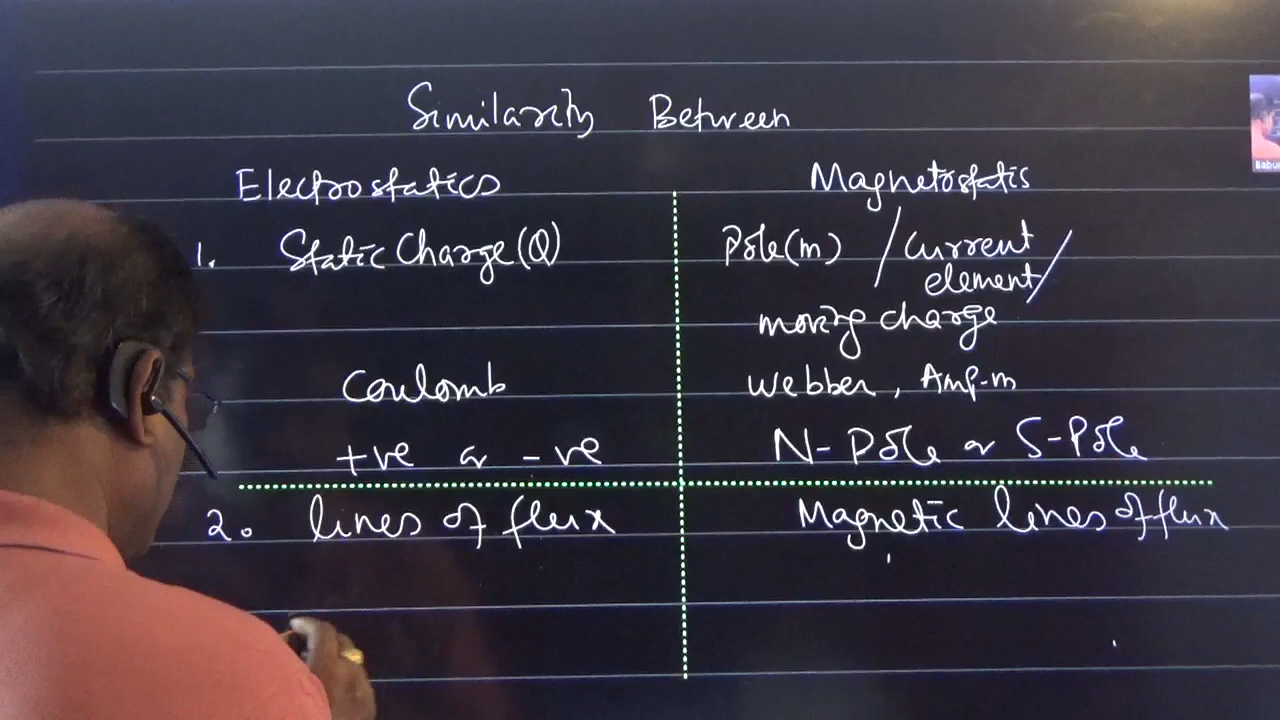 Similarity Between
Electrostatics Magnetostatis
1. Static Charge (Q) Pole(m) / Current
element/
moving charge
Coulomb Webber, Amp-m
+ve or -ve N-Pole or S-Pole
2. lines of flux Magnetic lines of flux